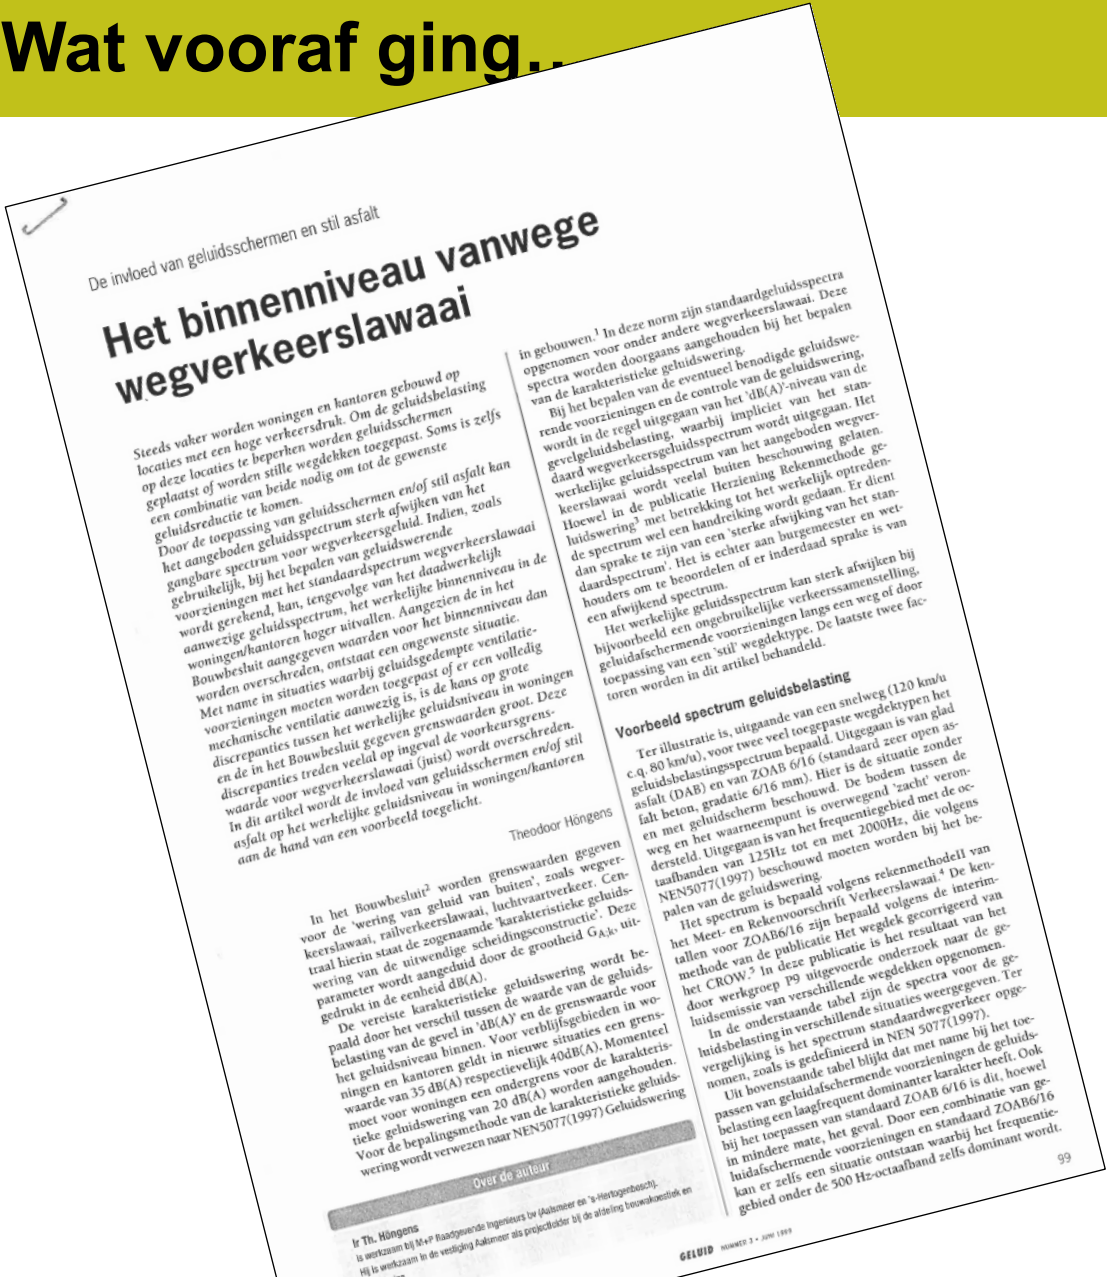 Wat vooraf ging..
De invloed van geluidsschermen en stil asfalt
Het binnenniveau vanwege
wegverkeerslawaai
Steeds vaker worden woningen en kantoren gebouwd op
locaties met een hoge verkeersdruk. Om de geluidsbelasting
op deze locaties te beperken worden geluidsschermen
geplaatst of worden stille wegdekken toegepast. Soms is zelfs
een combinatie van beide nodig om tot de gewenste
geluidsreductie te komen.
Door de toepassing van geluidsschermen en/of stil asfalt kan
het aangeboden geluidsspectrum sterk afwijken van het
gangbare spectrum voor wegverkeersgeluid. Indien, zoals
gebruikelijk, bij het bepalen van geluidswerende
voorzieningen met het standaardspectrum wegverkeerslawaai
wordt gerekend, kan, tengevolge van het daadwerkelijk
aanwezige geluidsspectrum, het werkelijke binnenniveau in de
woningen/kantoren hoger uitvallen. Aangezien de in het
Bouwbesluit aangegeven waarden voor het binnenniveau dan
worden overschreden, ontstaat een ongewenste situatie.
Met name in situaties waarbij geluidsgedempte ventilatie-
voorzieningen moeten worden toegepast of er een volledig
mechanische ventilatie aanwezig is, is de kans op grote
discrepanties tussen het werkelijke geluidsniveau in woningen
en de in het Bouwbesluit gegeven grenswaarden groot. Deze
discrepanties treden veelal op ingeval de voorkeursgrens-
waarde voor wegverkeerslawaai (juist) wordt overschreden.
In dit artikel wordt de invloed van geluidsschermen en/of stil
asfalt op het werkelijke geluidsniveau in woningen/kantoren
aan de hand van een voorbeeld toegelicht.
Theodoor Höngens
In het Bouwbesluit² worden grenswaarden gegeven
voor de 'wering van geluid van buiten', zoals wegver-
keerslawaai, railverkeerslawaai, luchtvaartverkeer. Cen-
traal hierin staat de zogenaamde 'karakteristieke geluids-
wering van de uitwendige scheidingsconstructie'. Deze
parameter wordt aangeduid door de grootheid G_A;k, uit-
gedrukt in de eenheid dB(A).
De vereiste karakteristieke geluidswering wordt be-
paald door het verschil tussen de waarde van de geluids-
belasting van de gevel in 'dB(A)' en de grenswaarde voor
het geluidsniveau binnen. Voor verblijfsgebieden in wo-
ningen en kantoren geldt in nieuwe situaties een grens-
waarde van 35 dB(A) respectievelijk 40dB(A). Momenteel
moet voor woningen een ondergrens voor de karakteris-
tieke geluidswering van 20 dB(A) worden aangehouden.
Voor de bepalingsmethode van de karakteristieke geluids-
wering wordt verwezen naar NEN5077(1997) Geluidswering
Over de auteur
Ir Th. Höngens
is werkzaam bij M+P Raadgevende Ingenieurs bv (Aalsmeer en 's-Hertogenbosch).
Hij is werkzaam in de vestiging Aalsmeer als projectleider bij de afdeling bouwakoestiek en
in gebouwen.¹ In deze norm zijn standaardgeluidsspectra
opgenomen voor onder andere wegverkeerslawaai. Deze
spectra worden doorgaans aangehouden bij het bepalen
van de karakteristieke geluidswering.
Bij het bepalen van de eventueel benodigde geluidswe-
rende voorzieningen en de controle van de geluidswering,
wordt in de regel uitgegaan van het 'dB(A)'-niveau van de
gevelgeluidsbelasting, waarbij impliciet van het stan-
daard wegverkeersgeluidsspectrum wordt uitgegaan. Het
werkelijke geluidsspectrum van het aangeboden wegver-
keerslawaai wordt veelal buiten beschouwing gelaten.
Hoewel in de publicatie Herziening Rekenmethode ge-
luidswering³ met betrekking tot het werkelijk optreden-
de spectrum wel een handreiking wordt gedaan. Er dient
dan sprake te zijn van een 'sterke afwijking van het stan-
daardspectrum'. Het is echter aan burgemeester en wet-
houders om te beoordelen of er inderdaad sprake is van
een afwijkend spectrum.
Het werkelijke geluidsspectrum kan sterk afwijken bij
bijvoorbeeld een ongebruikelijke verkeerssamenstelling,
geluidafschermende voorzieningen langs een weg of door
toepassing van een 'stil' wegdektype. De laatste twee fac-
toren worden in dit artikel behandeld.
Voorbeeld spectrum geluidsbelasting
Ter illustratie is, uitgaande van een snelweg (120 km/u
c.q. 80 km/u), voor twee veel toegepaste wegdektypen het
geluidsbelastingsspectrum bepaald. Uitgegaan is van glad
asfalt (DAB) en van ZOAB 6/16 (standaard zeer open as-
falt beton, gradatie 6/16 mm). Hier is de situatie zonder
en met geluidscherm beschouwd. De bodem tussen de
weg en het waarneempunt is overwegend 'zacht' veron-
dersteld. Uitgegaan is van het frequentiegebied met de oc-
taafbanden van 125Hz tot en met 2000Hz, die volgens
NEN5077(1997) beschouwd moeten worden bij het be-
palen van de geluidswering.
Het spectrum is bepaald volgens rekenmethodeII van
het Meet- en Rekenvoorschrift Verkeerslawaai.⁴ De ken-
tallen voor ZOAB6/16 zijn bepaald volgens de interim-
methode van de publicatie Het wegdek gecorrigeerd van
het CROW.⁵ In deze publicatie is het resultaat van het
door werkgroep P9 uitgevoerde onderzoek naar de ge-
luidsemissie van verschillende wegdekken opgenomen.
In de onderstaande tabel zijn de spectra voor de ge-
luidsbelasting in verschillende situaties weergegeven. Ter
vergelijking is het spectrum standaardwegverkeer opge-
nomen, zoals is gedefinieerd in NEN 5077(1997).
Uit bovenstaande tabel blijkt dat met name bij het toe-
passen van geluidafschermende voorzieningen de geluids-
belasting een laagfrequent dominanter karakter heeft. Ook
bij het toepassen van standaard ZOAB 6/16 is dit, hoewel
in mindere mate, het geval. Door een combinatie van ge-
luidafschermende voorzieningen en standaard ZOAB6/16
kan er zelfs een situatie ontstaan waarbij het frequentie-
gebied onder de 500 Hz-octaafband zelfs dominant wordt.
99
GELUID NUMMER 3 • JUNI 1999